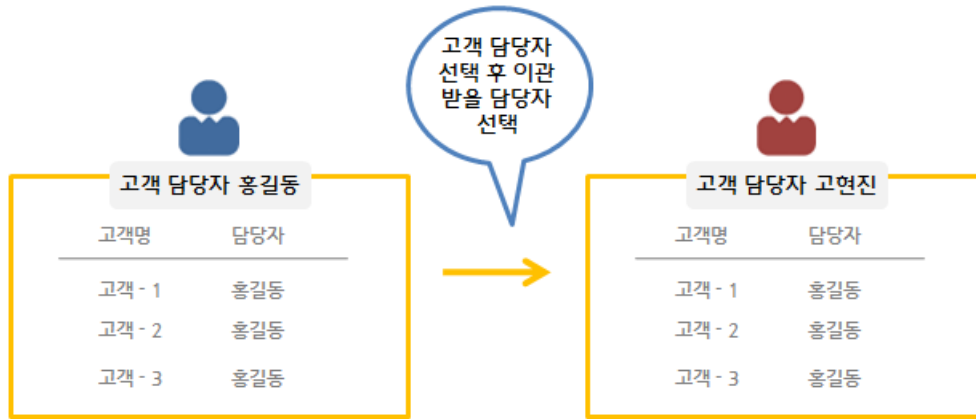 고객 담당자
선택 후 이관
받을 담당자
선택
고객 담당자 홍길동
고객명 담당자
고객 - 1 홍길동
고객 - 2 홍길동
고객 - 3 홍길동
고객 담당자 고현진
고객명 담당자
고객 - 1 홍길동
고객 - 2 홍길동
고객 - 3 홍길동